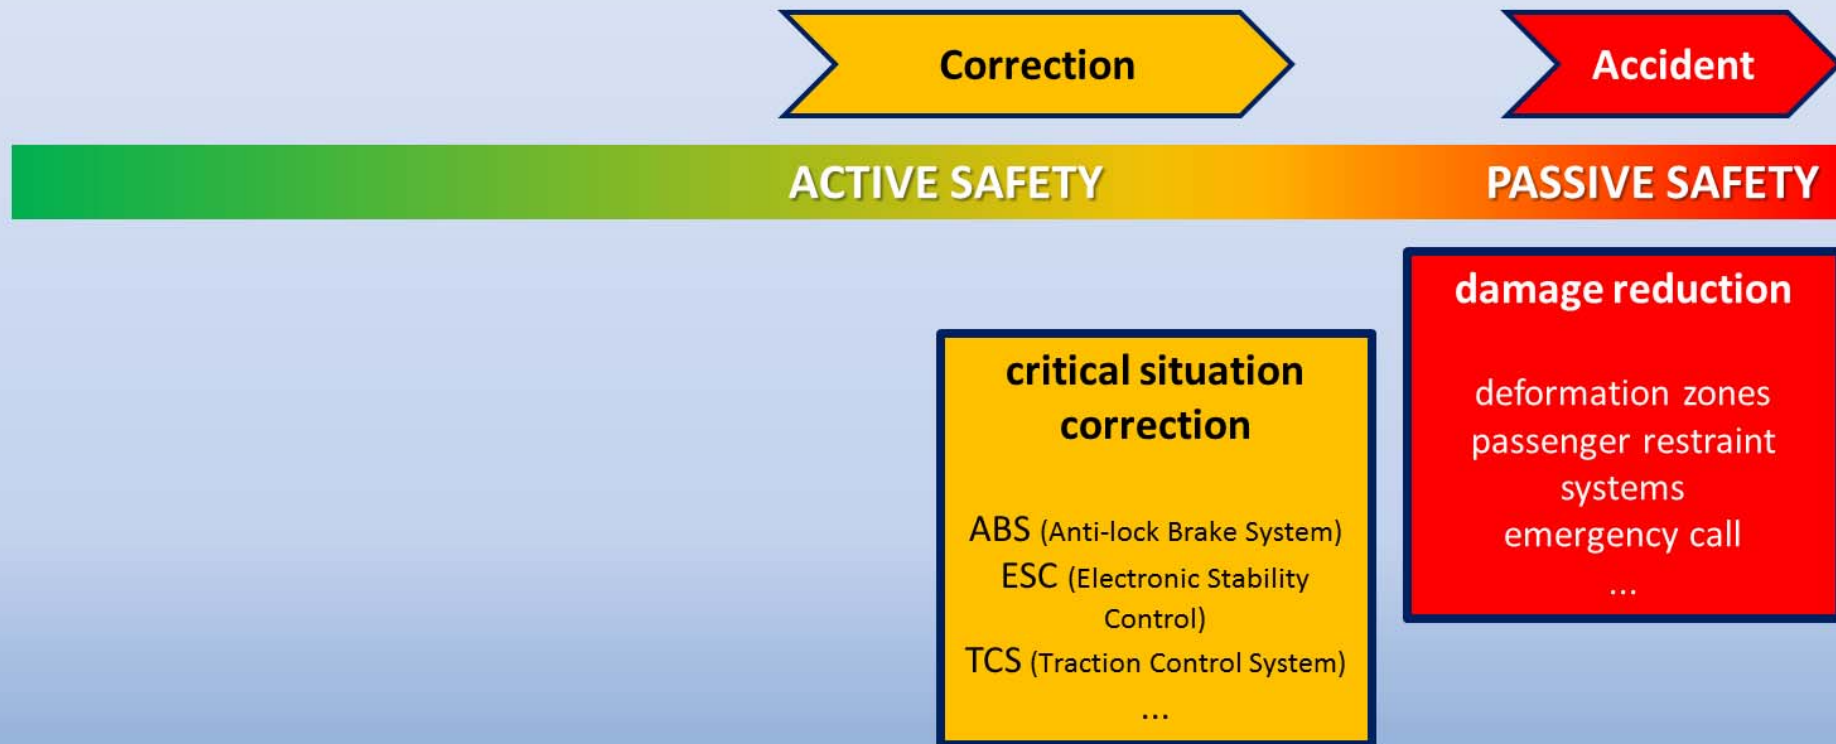 Correction
Accident
ACTIVE SAFETY
PASSIVE SAFETY
critical situation
correction
ABS (Anti-lock Brake System)
ESC (Electronic Stability
Control)
TCS (Traction Control System)
...
damage reduction
deformation zones
passenger restraint
systems
emergency call
...